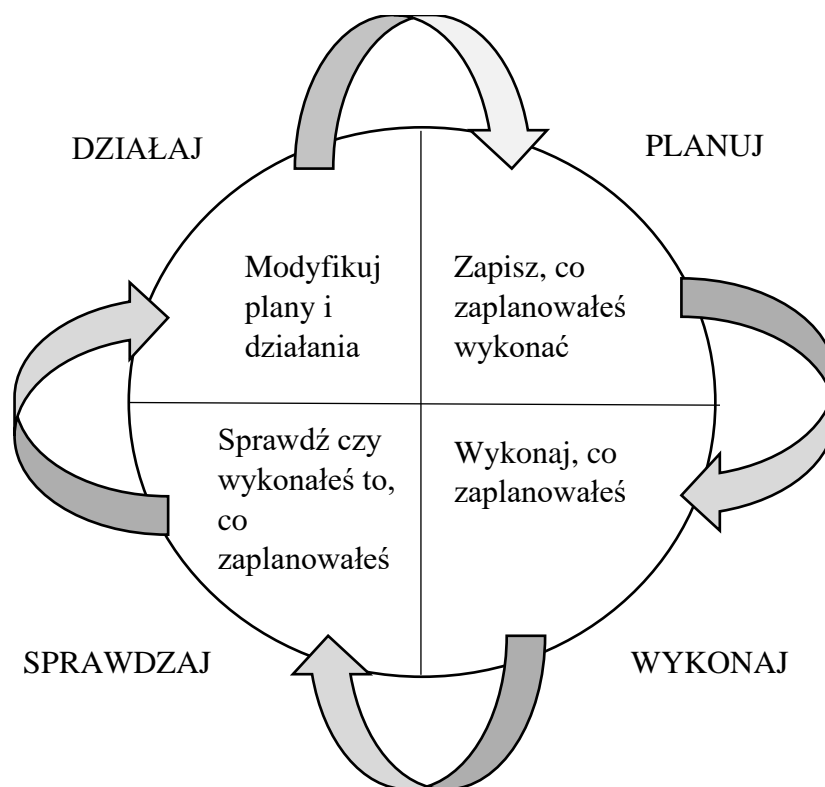 DZIAŁAJ
PLANUJ
Modyfikuj
plany i
działania
Zapisz, co
zaplanowałeś
wykonać
Sprawdź czy
wykonałeś to,
co
zaplanowałeś
Wykonaj, co
zaplanowałeś
SPRAWDZAJ
WYKONAJ